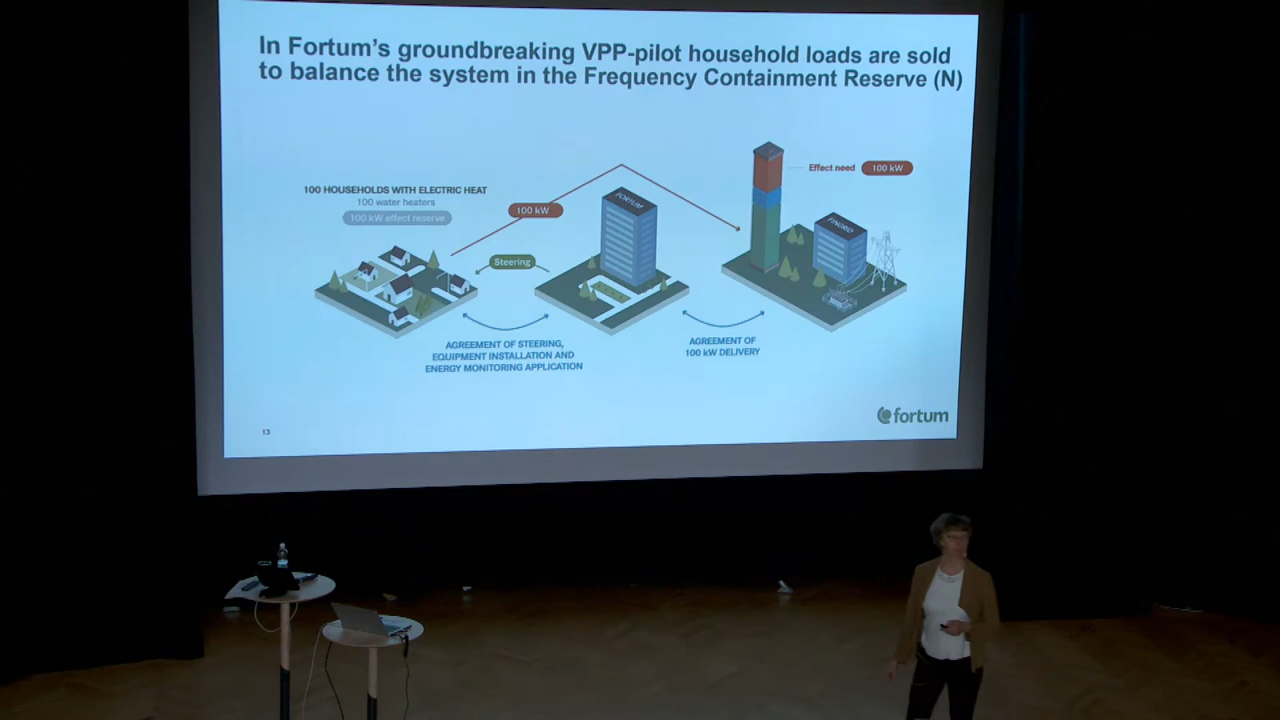 In Fortum's groundbreaking VPP-pilot household loads are sold
to balance the system in the Frequency Containment Reserve (N)
100 HOUSEHOLDS WITH ELECTRIC HEAT
100 water heaters
100 kW effect reserve
100 kW
Steering
FORTUM
Effect need 100 kW
FINGRID
AGREEMENT OF STEERING,
EQUIPMENT INSTALLATION AND
ENERGY MONITORING APPLICATION
AGREEMENT OF
100 kW DELIVERY
13
fortum